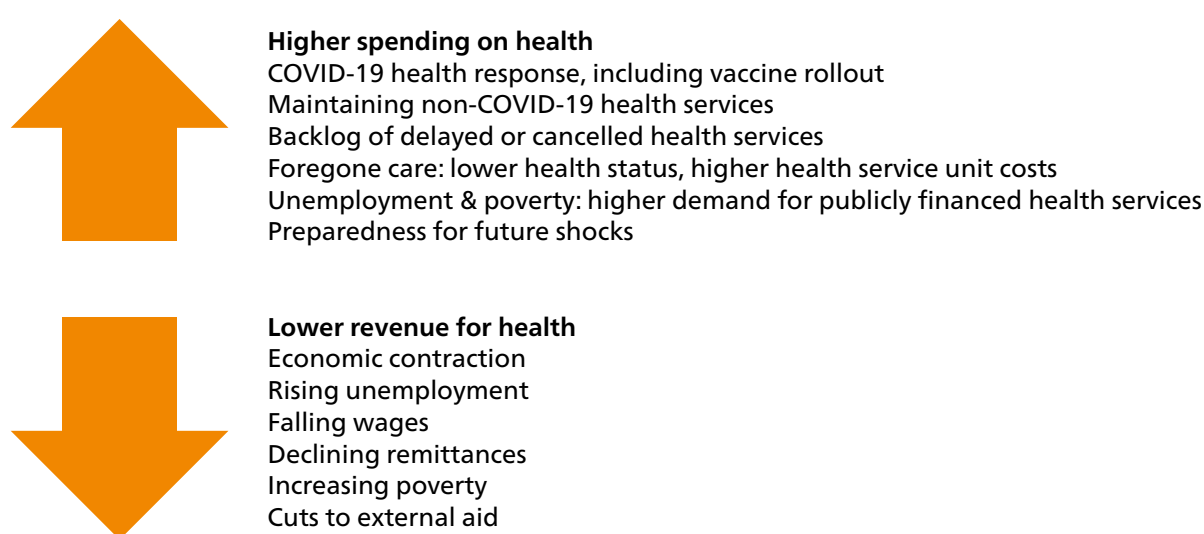 Higher spending on health
COVID-19 health response, including vaccine rollout
Maintaining non-COVID-19 health services
Backlog of delayed or cancelled health services
Foregone care: lower health status, higher health service unit costs
Unemployment & poverty: higher demand for publicly financed health services
Preparedness for future shocks
Lower revenue for health
Economic contraction
Rising unemployment
Falling wages
Declining remittances
Increasing poverty
Cuts to external aid